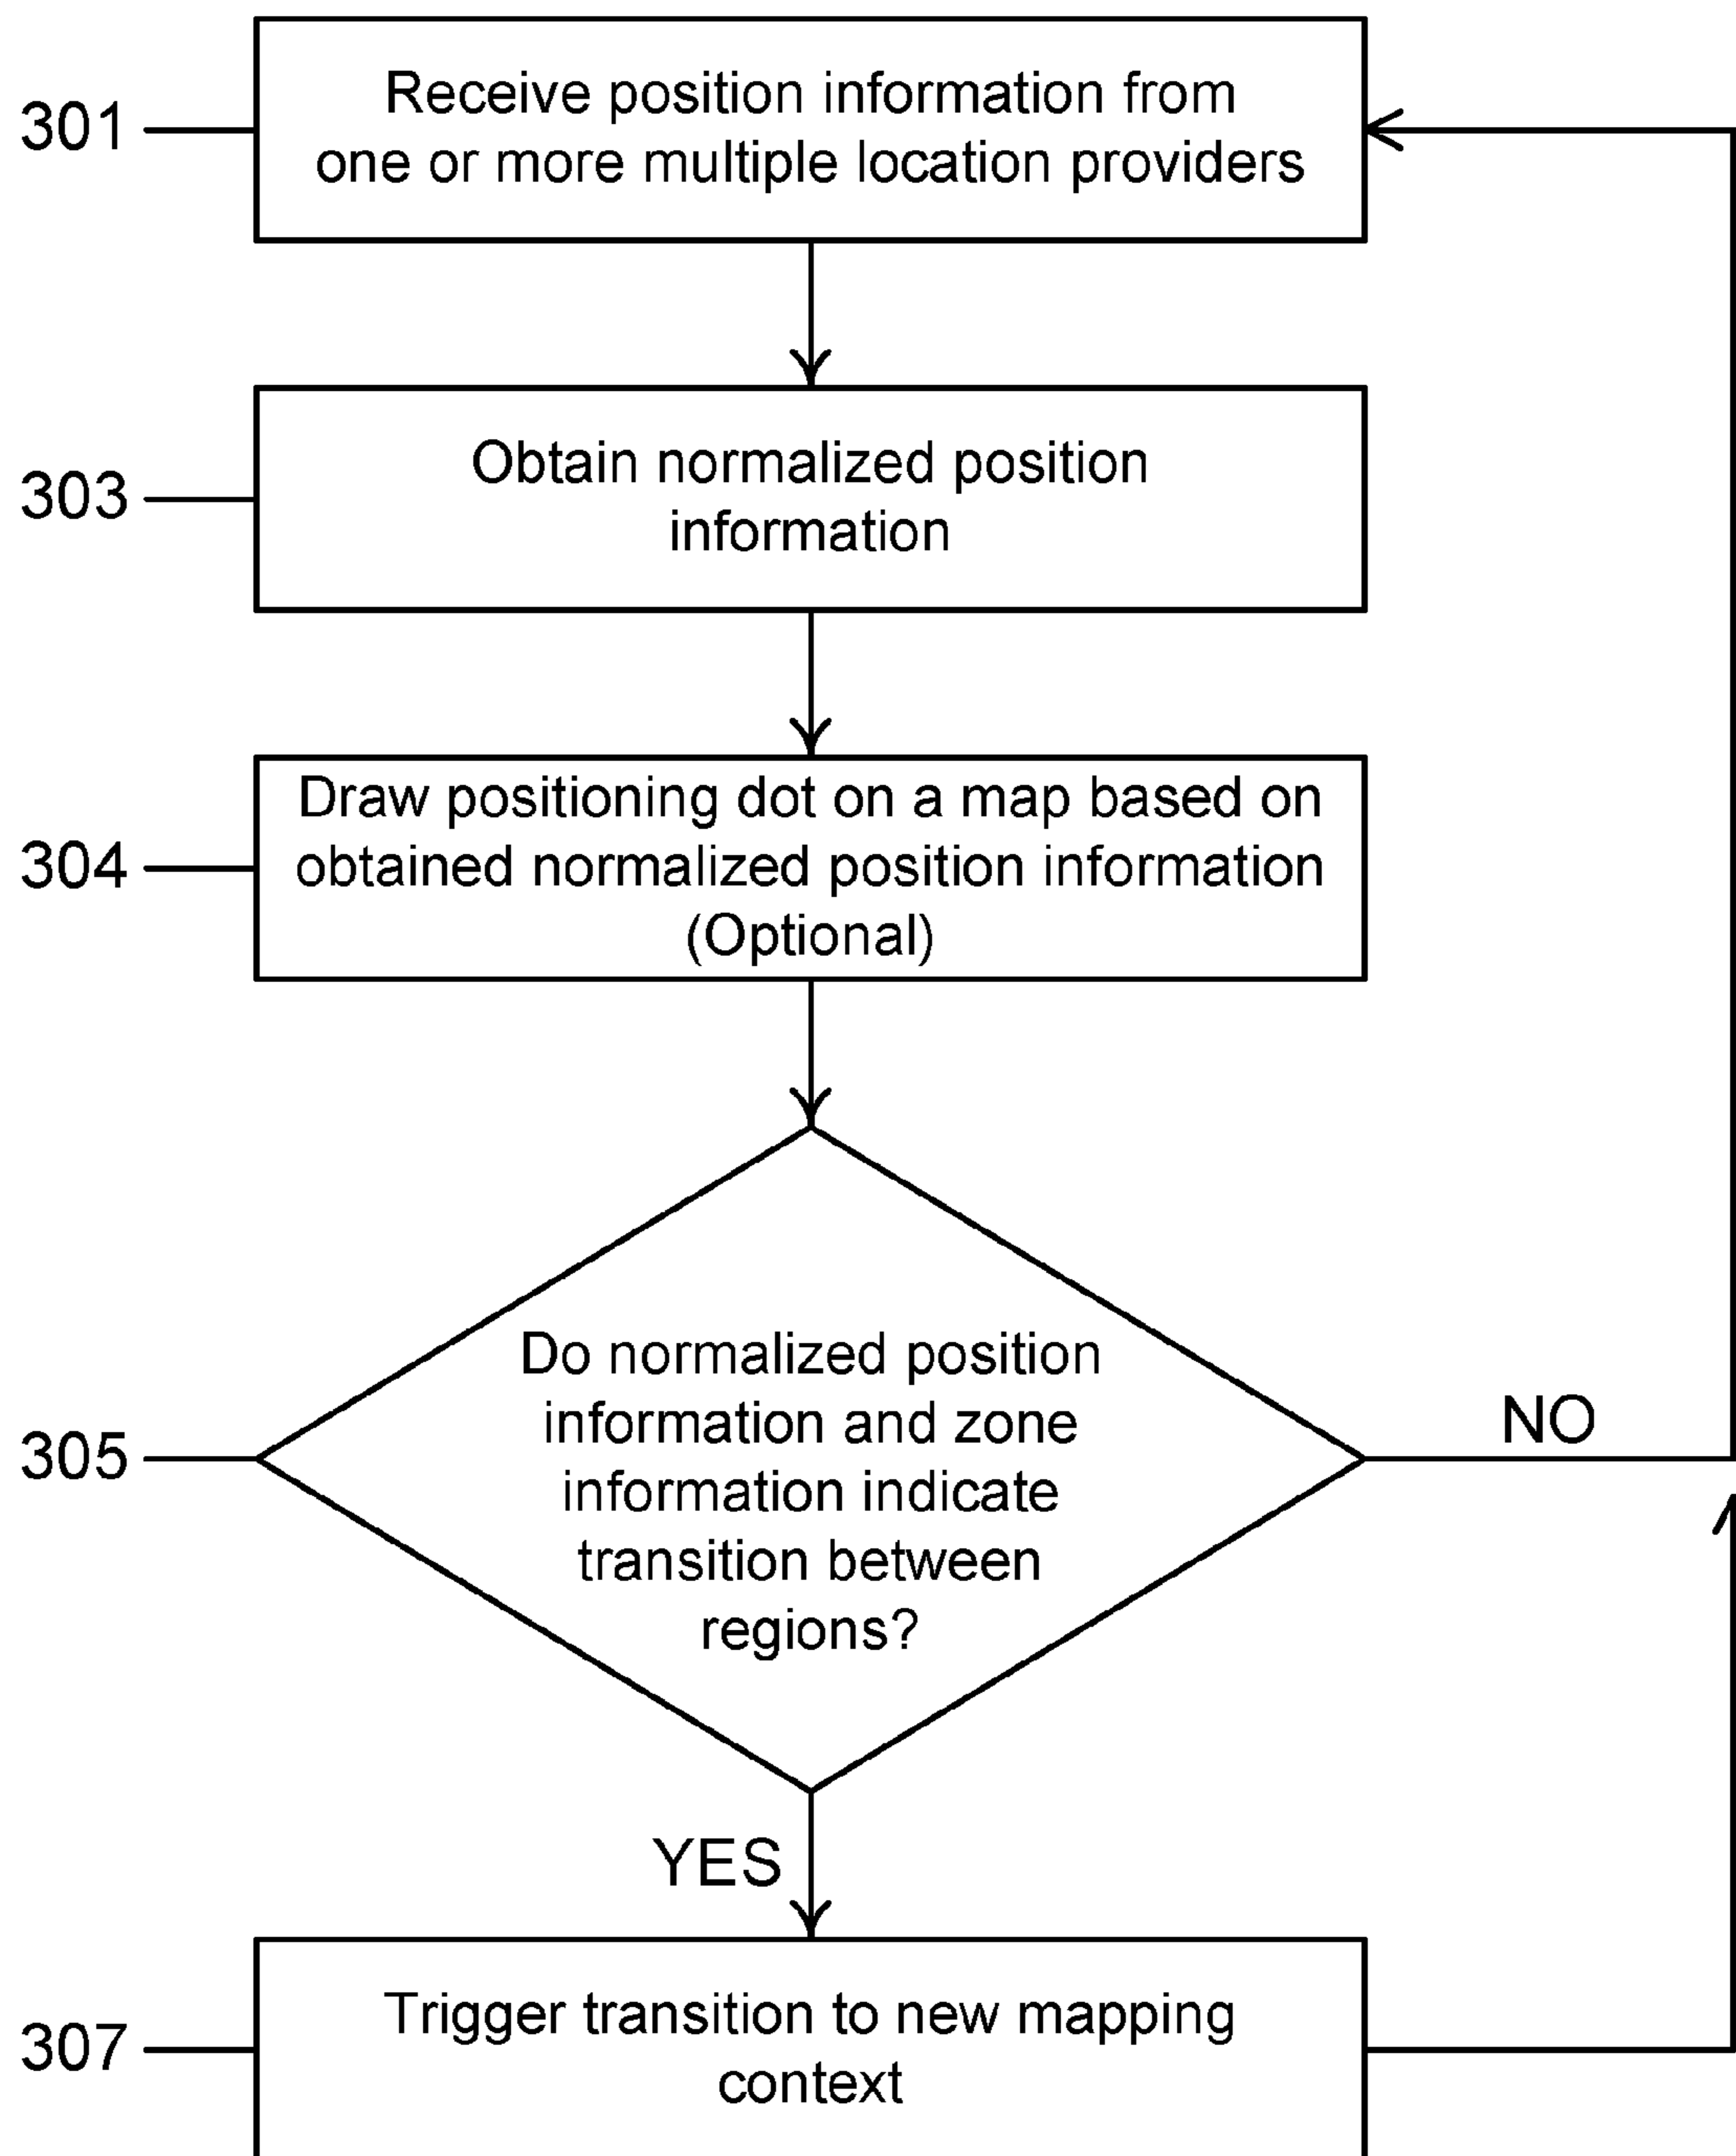 301
Receive position information from
one or more multiple location providers
303
Obtain normalized position
information
304
Draw positioning dot on a map based on
obtained normalized position information
(Optional)
305
Do normalized position
information and zone
information indicate
transition between
regions?
NO
YES
307
Trigger transition to new mapping
context